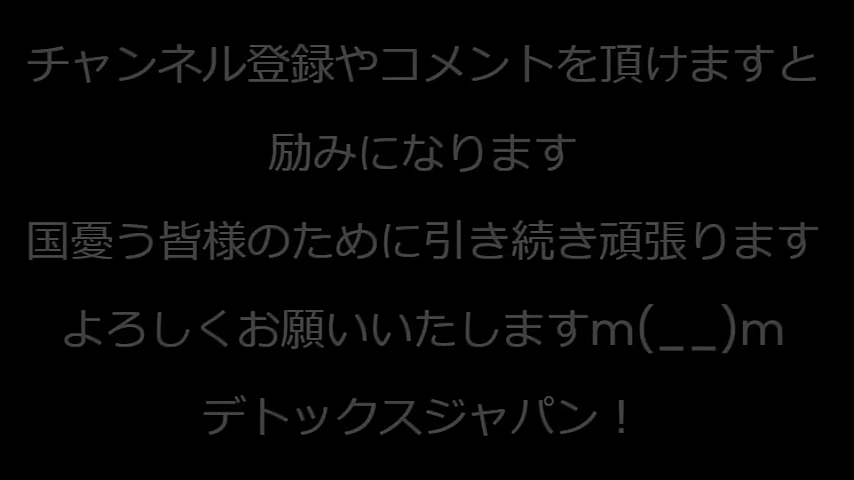 チャンネル登録やコメントを頂けますと
励みになります
国憂う皆様のために引き続き頑張ります
よろしくお願いいたしますm(__)m
デトックスジャパン！